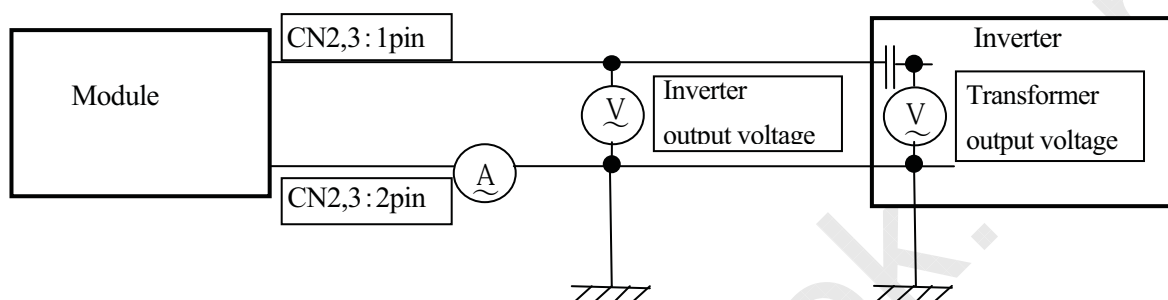 CN2,3 : 1pin
Inverter
Module
Inverter
output voltage
V
V
Transformer
output voltage
A
CN2,3 : 2pin